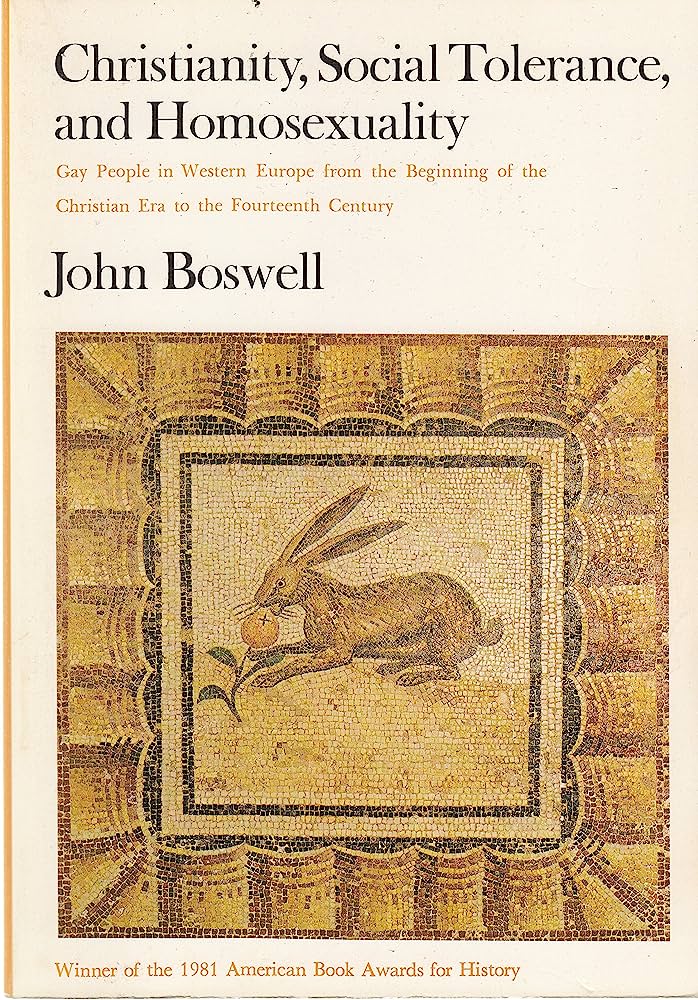 Christianity, Social Tolerance,
and Homosexuality
Gay People in Western Europe from the Beginning of the
Christian Era to the Fourteenth Century
John Boswell
Winner of the 1981 American Book Awards for History